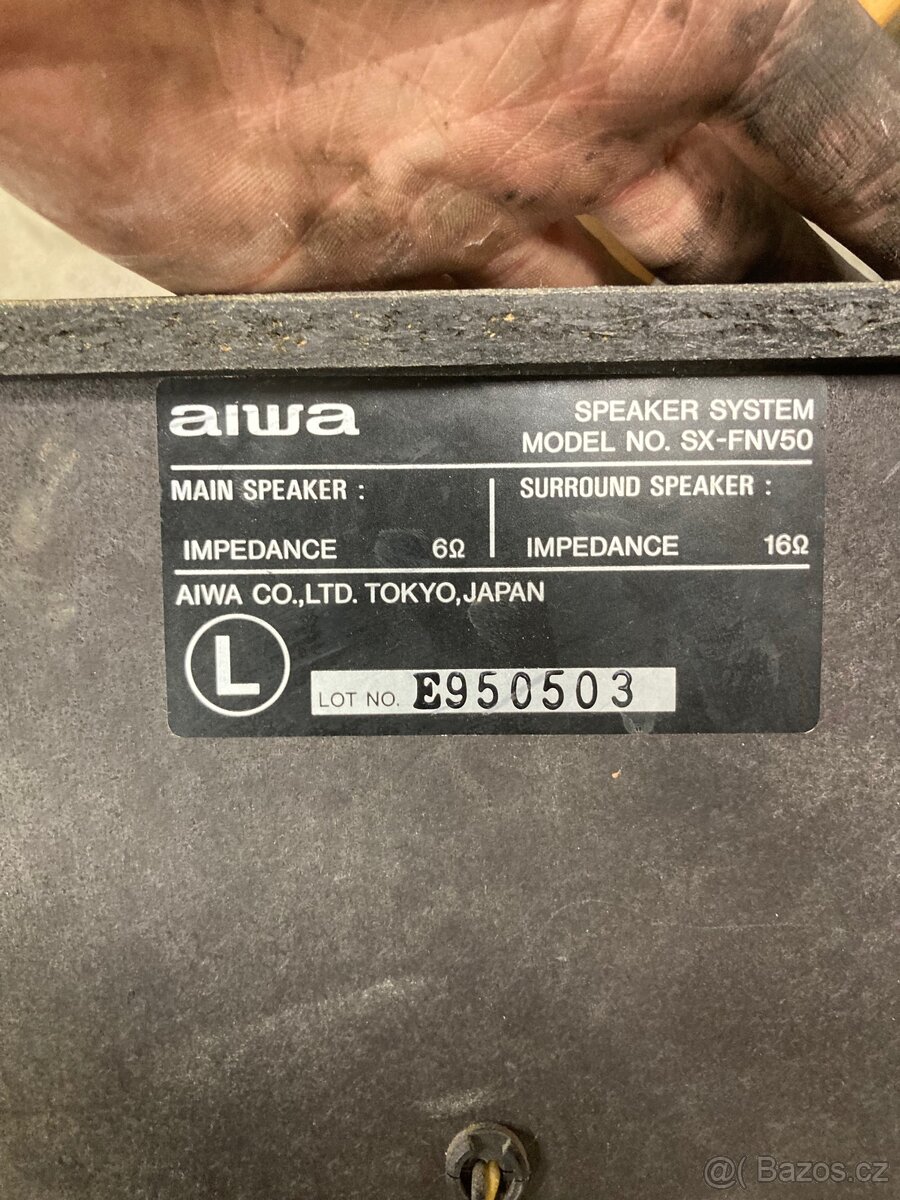 aiwa
SPEAKER SYSTEM
MODEL NO. SX-FNV50
MAIN SPEAKER :
IMPEDANCE 6Ω
SURROUND SPEAKER :
IMPEDANCE 16Ω
AIWA CO.,LTD. TOKYO,JAPAN
L
LOT NO. E950503
@( Bazos.cz